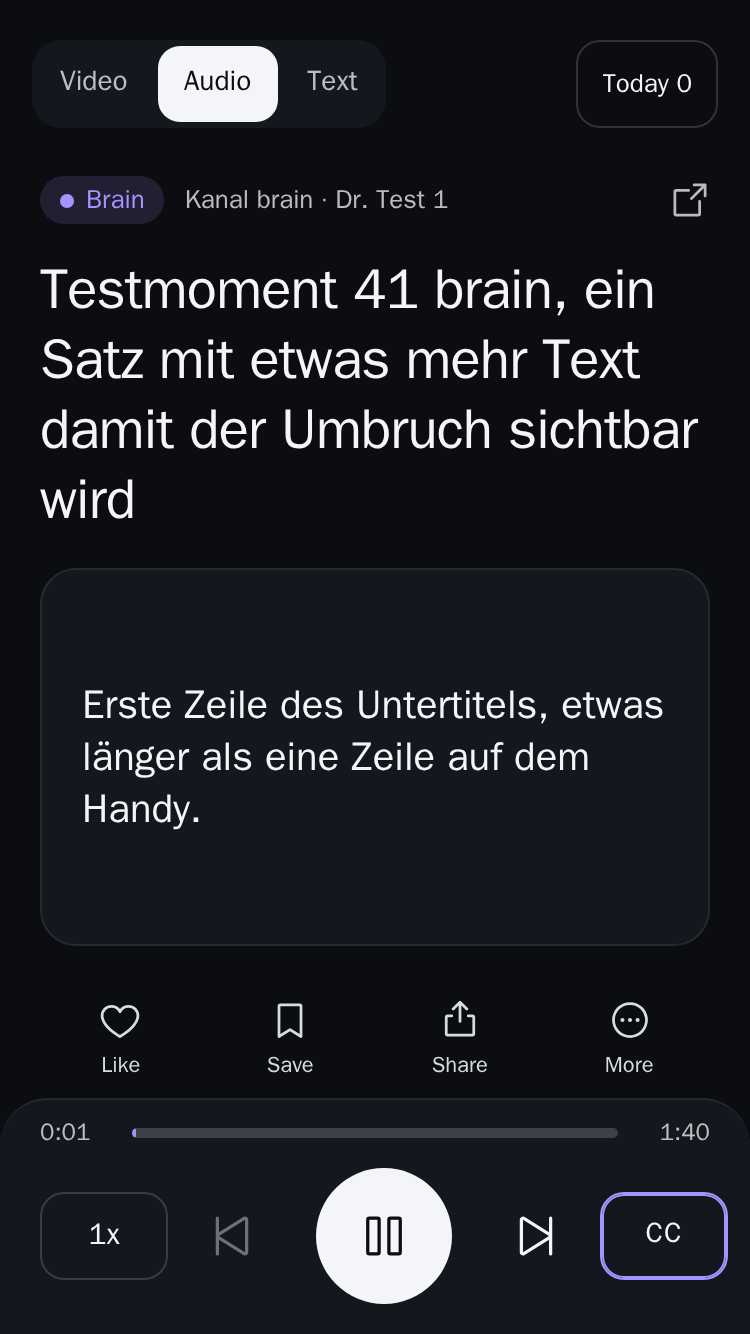 Video Audio Text Today 0
Brain Kanal brain · Dr. Test 1
Testmoment 41 brain, ein
Satz mit etwas mehr Text
damit der Umbruch sichtbar
wird
Erste Zeile des Untertitels, etwas
länger als eine Zeile auf dem
Handy.
Like Save Share More
0:01 1:40
1x CC